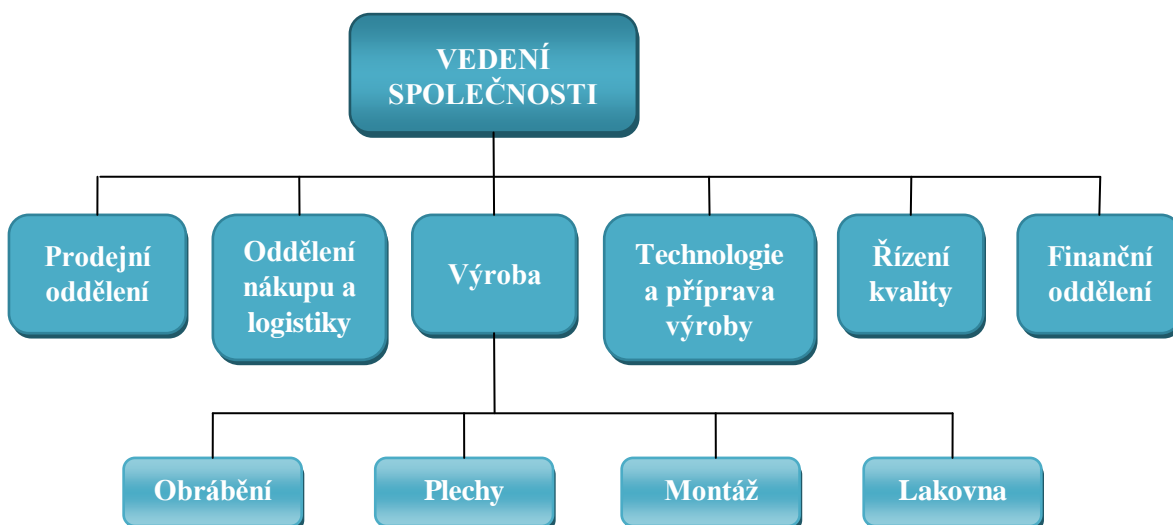 VEDENÍ
SPOLEČNOSTI
Prodejní
oddělení
Oddělení
nákupu a
logistiky
Výroba
Technologie
a příprava
výroby
Řízení
kvality
Finanční
oddělení
Obrábění
Plechy
Montáž
Lakovna